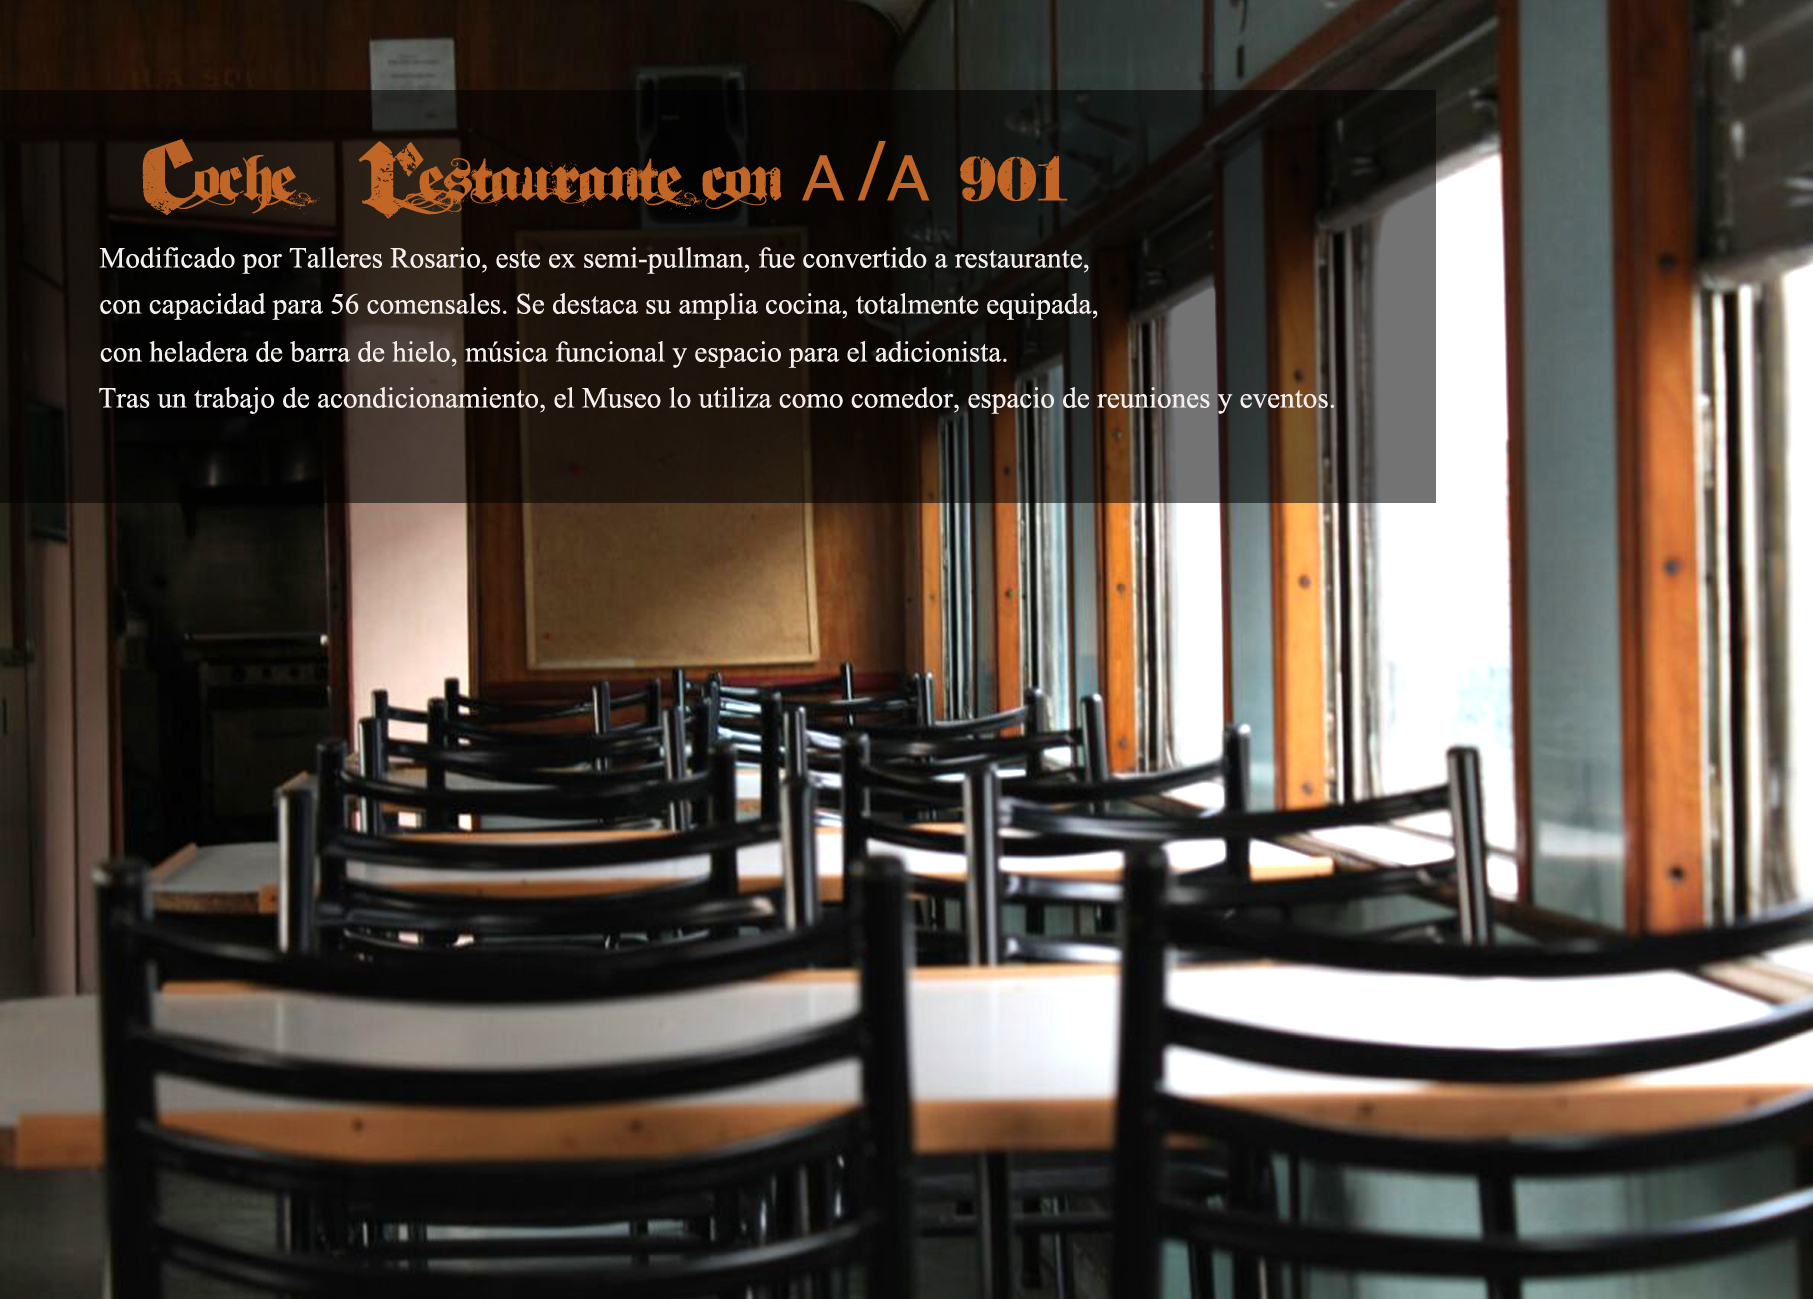 Coche Restaurante con A/A 901
Modificado por Talleres Rosario, este ex semi-pullman, fue convertido a restaurante,
con capacidad para 56 comensales. Se destaca su amplia cocina, totalmente equipada,
con heladera de barra de hielo, música funcional y espacio para el adicionista.
Tras un trabajo de acondicionamiento, el Museo lo utiliza como comedor, espacio de reuniones y eventos.